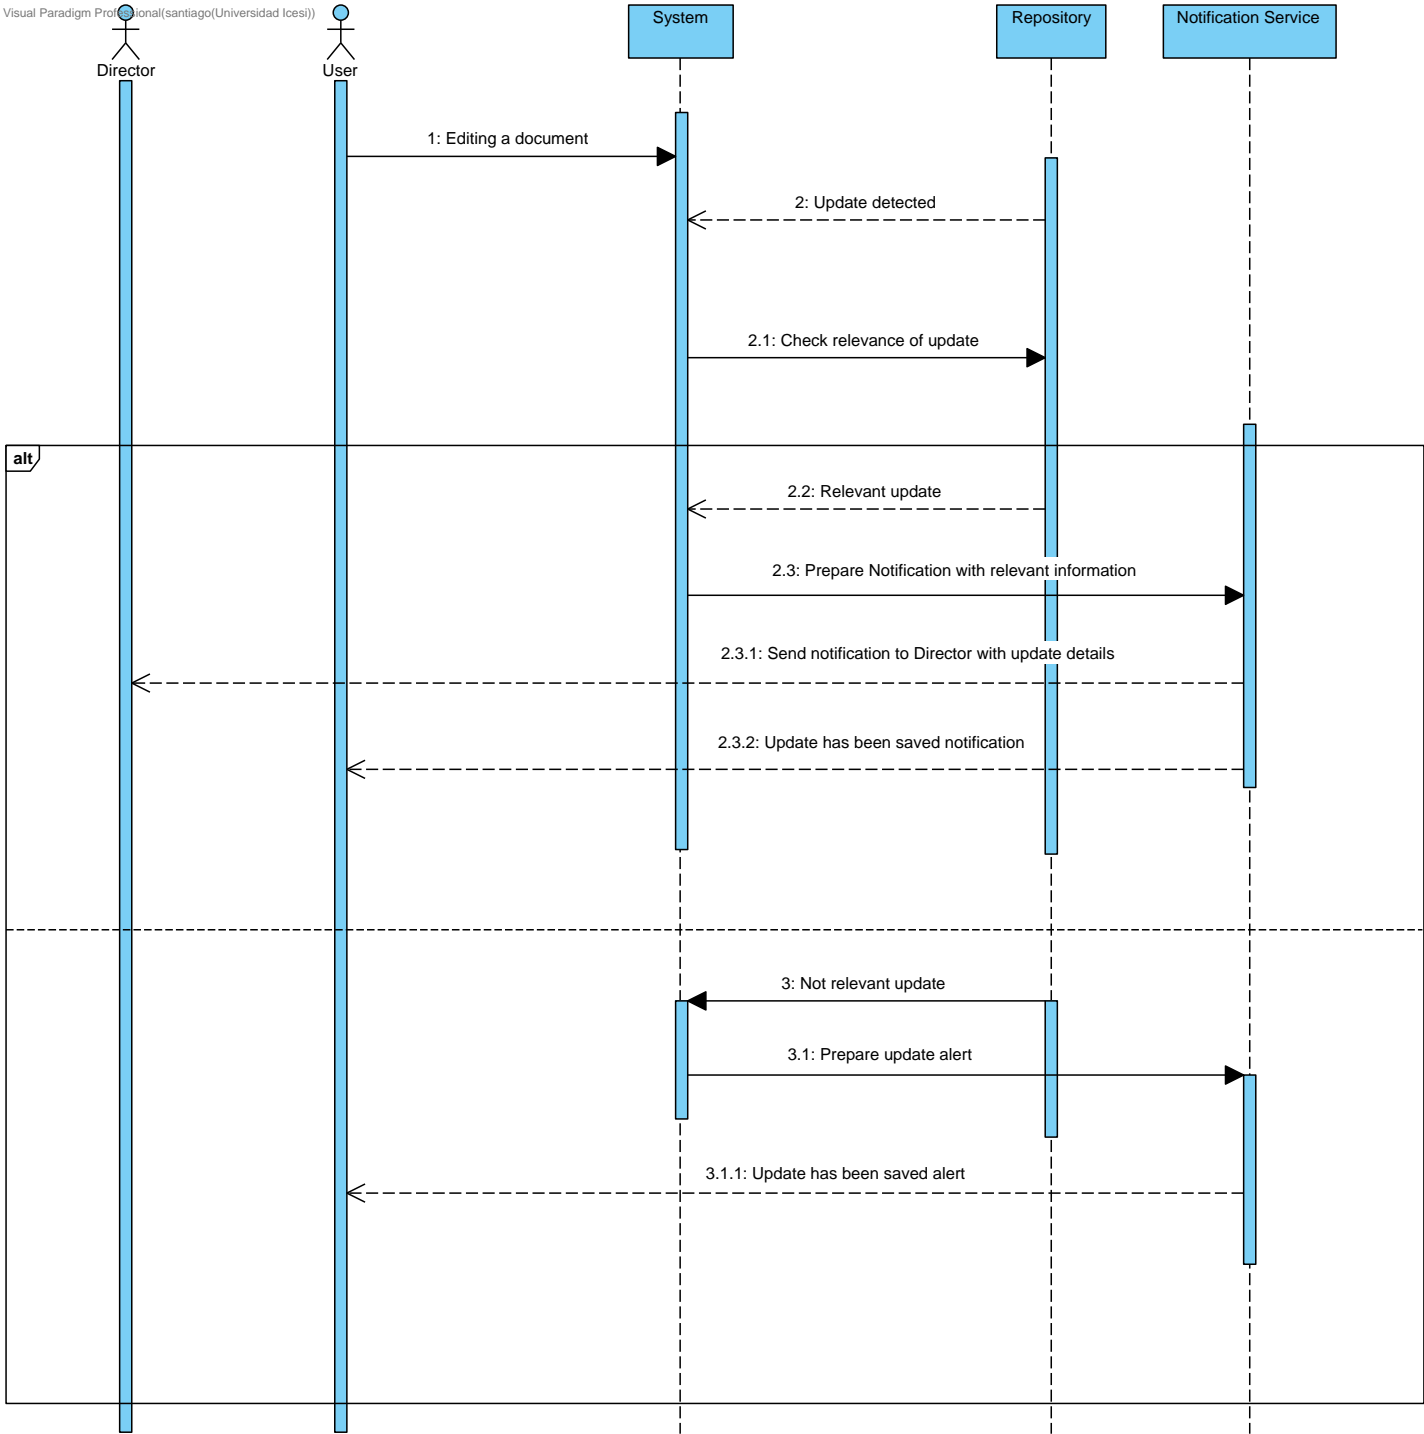 Visual Paradigm Professional(santiago(Universidad Icesi))
Director
User
System
Repository
Notification Service
1: Editing a document
2: Update detected
2.1: Check relevance of update
alt
2.2: Relevant update
2.3: Prepare Notification with relevant information
2.3.1: Send notification to Director with update details
2.3.2: Update has been saved notification
3: Not relevant update
3.1: Prepare update alert
3.1.1: Update has been saved alert